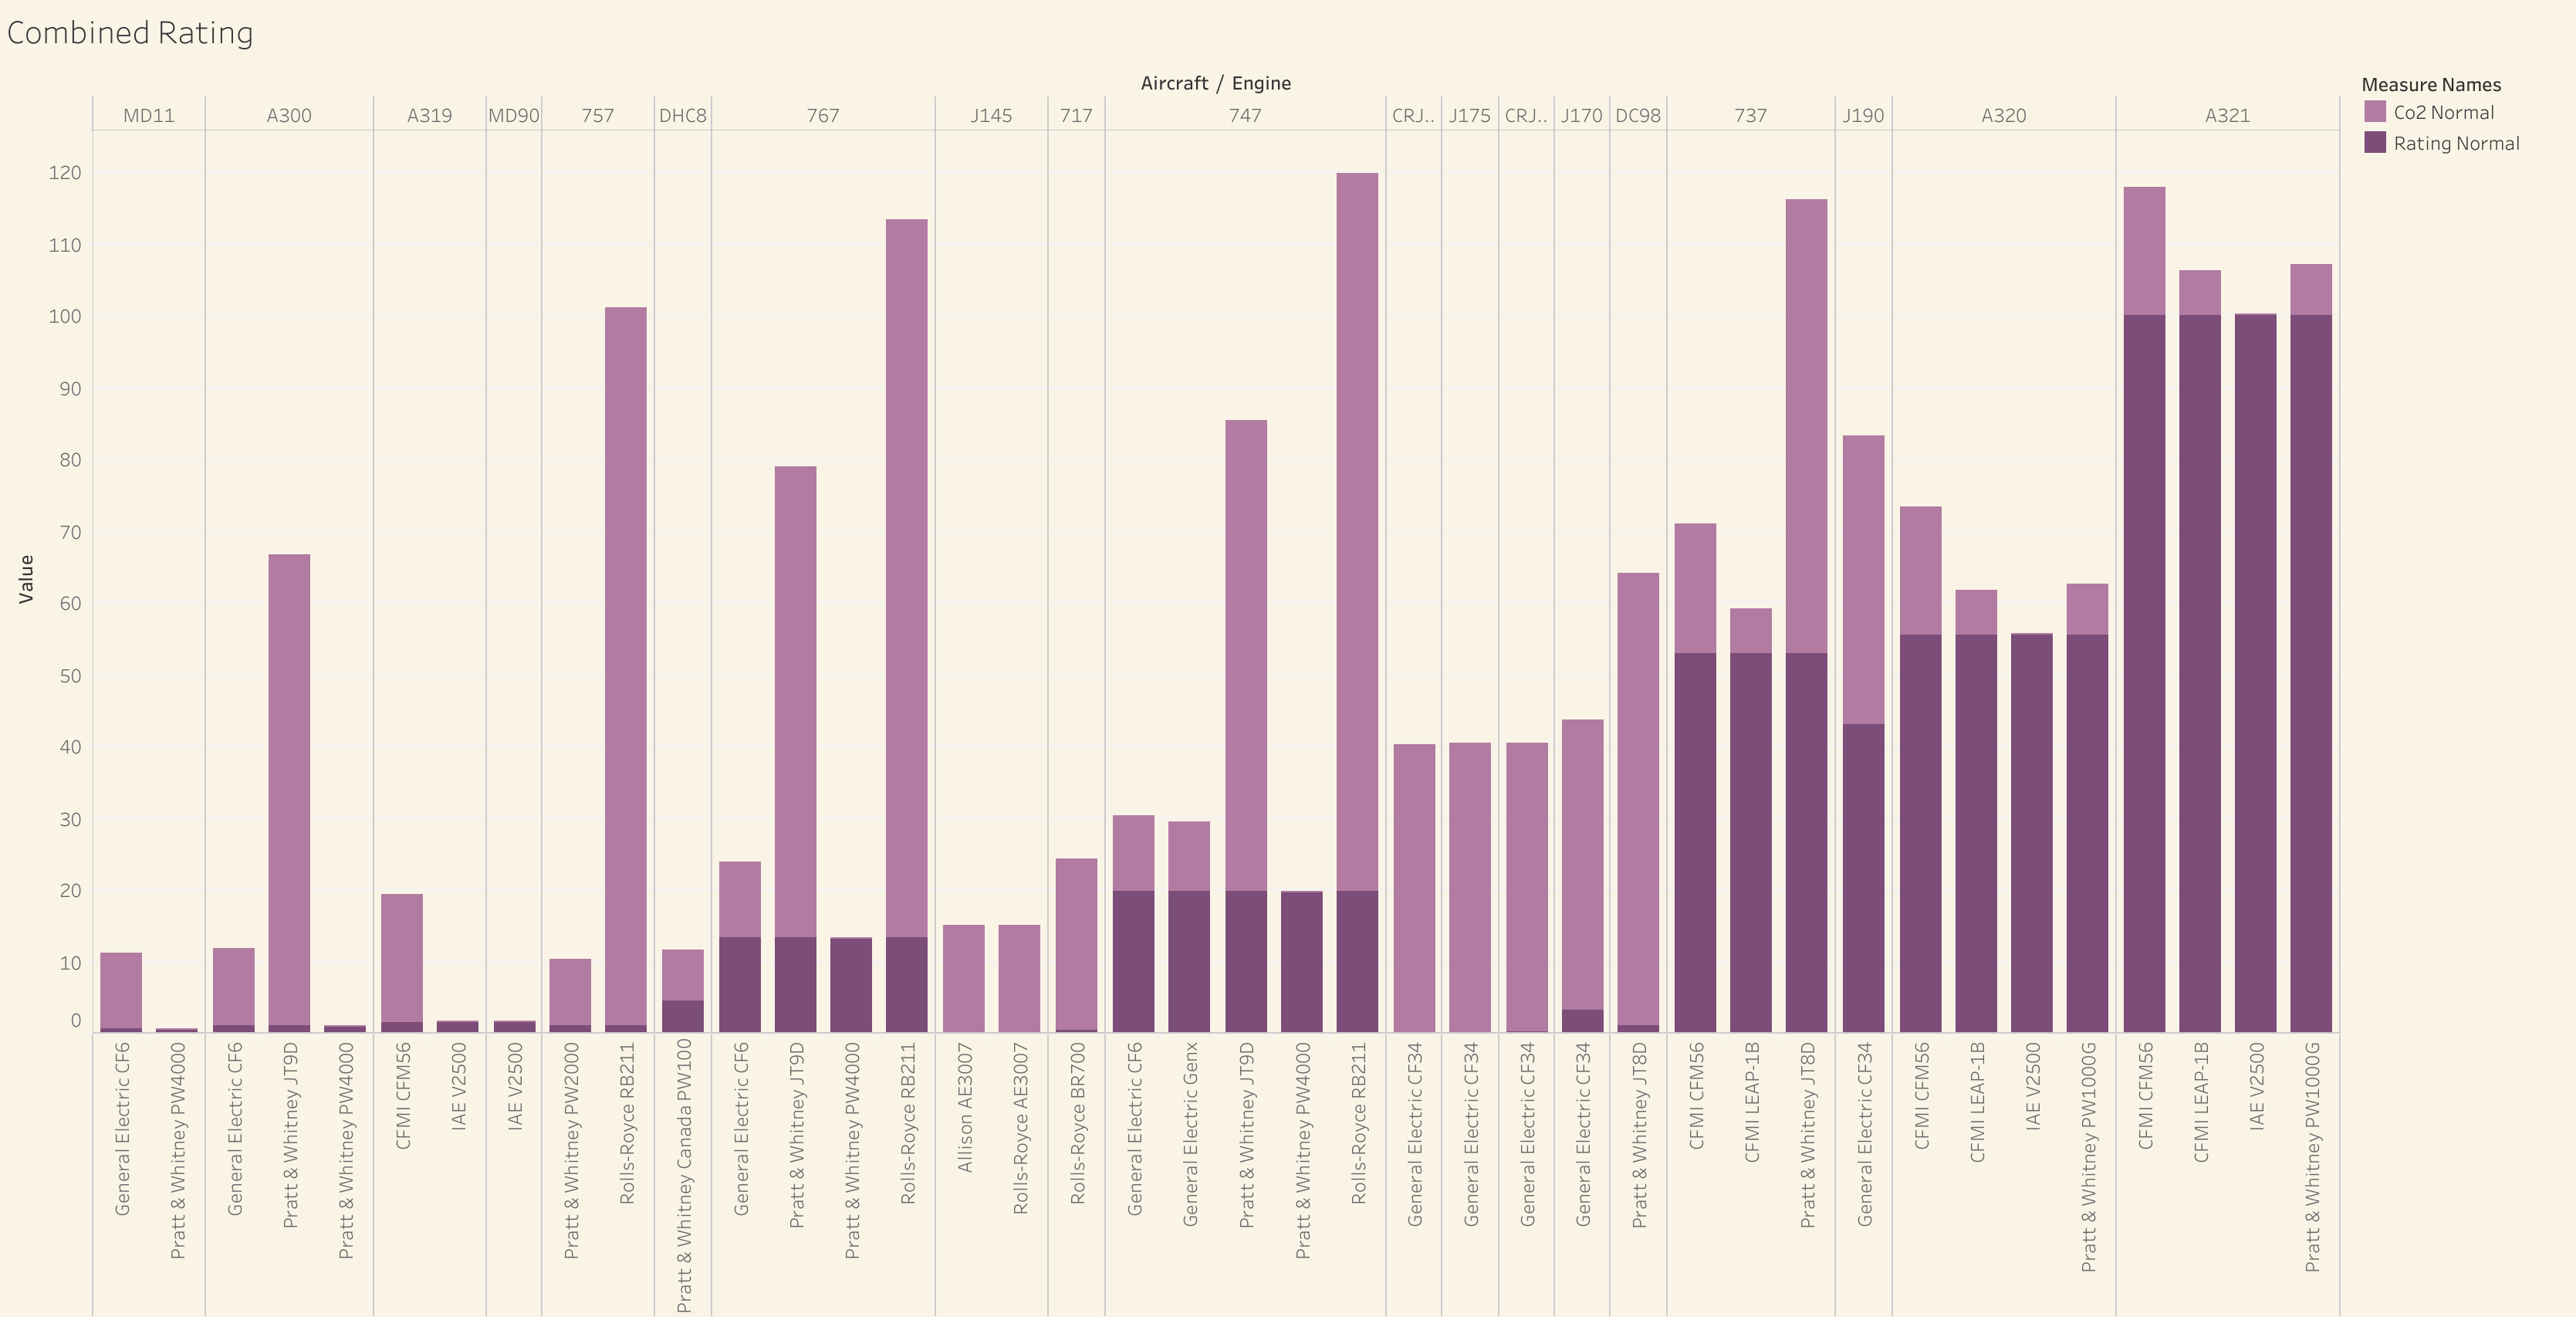 Combined Rating
Aircraft / Engine
MD11 A300 A319 MD90 757 DHC8 767 J145 717 747 CRJ.. J175 CRJ.. J170 DC98 737 J190 A320 A321
Measure Names
Co2 Normal
Rating Normal
Value
120
110
100
90
80
70
60
50
40
30
20
10
0
General Electric CF6
Pratt & Whitney PW4000
General Electric CF6
Pratt & Whitney JT9D
Pratt & Whitney PW4000
CFMI CFM56
IAE V2500
IAE V2500
Pratt & Whitney PW2000
Rolls-Royce RB211
Pratt & Whitney Canada PW100
General Electric CF6
Pratt & Whitney JT9D
Pratt & Whitney PW4000
Rolls-Royce RB211
Allison AE3007
Rolls-Royce AE3007
Rolls-Royce BR700
General Electric CF6
General Electric Genx
Pratt & Whitney JT9D
Pratt & Whitney PW4000
Rolls-Royce RB211
General Electric CF34
General Electric CF34
General Electric CF34
General Electric CF34
Pratt & Whitney JT8D
CFMI CFM56
CFMI LEAP-1B
Pratt & Whitney JT8D
General Electric CF34
CFMI CFM56
CFMI LEAP-1B
IAE V2500
Pratt & Whitney PW1000G
CFMI CFM56
CFMI LEAP-1B
IAE V2500
Pratt & Whitney PW1000G